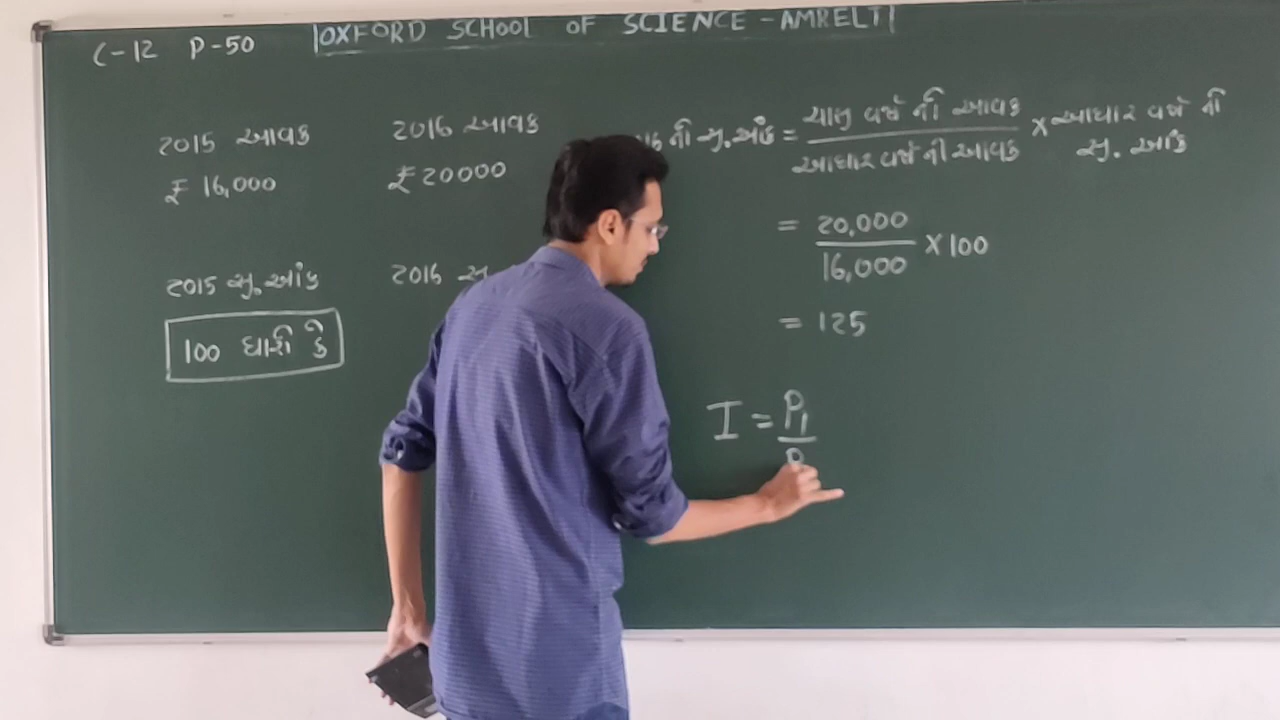 C-12 P-50 OXFORD SCHOOL OF SCIENCE - AMRELI
2015 આવક
₹ 16,000
2016 આવક
₹ 20000
2015 સુ.આંક
100 ધારી કે
2016 સુ
16 ની સુ.આંક = ચાલુ વર્ષ ની આવક / આધાર વર્ષ ની આવક × આધાર વર્ષ ની સુ. આંક
= 20,000 / 16,000 × 100
= 125
I = P1 / P